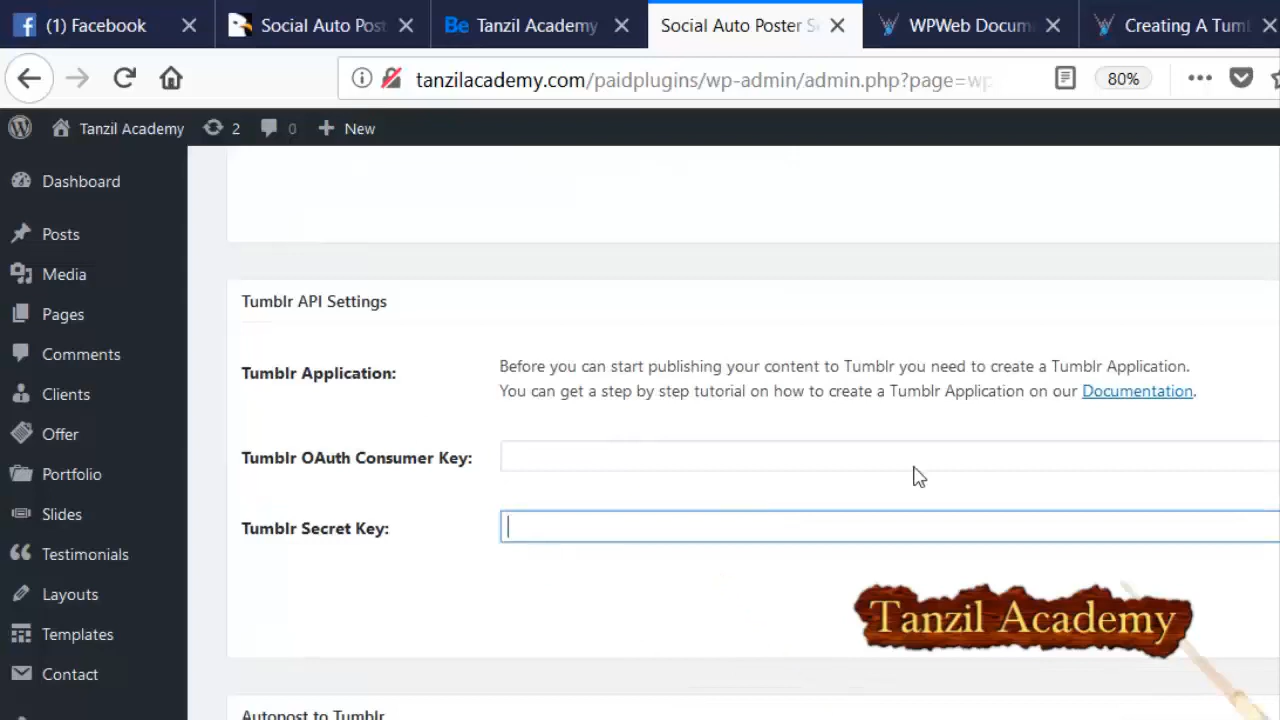 (1) Facebook
Social Auto Post
Tanzil Academy
Social Auto Poster Se
WPWeb Docum
Creating A Tumb
tanzilacademy.com/paidplugins/wp-admin/admin.php?page=wp
80%
Tanzil Academy
2
0
New
Dashboard
Posts
Media
Pages
Comments
Clients
Offer
Portfolio
Slides
Testimonials
Layouts
Templates
Contact
Tumblr API Settings
Tumblr Application:
Before you can start publishing your content to Tumblr you need to create a Tumblr Application.
You can get a step by step tutorial on how to create a Tumblr Application on our Documentation.
Tumblr OAuth Consumer Key:
Tumblr Secret Key:
Tanzil Academy
Autopost to Tumblr